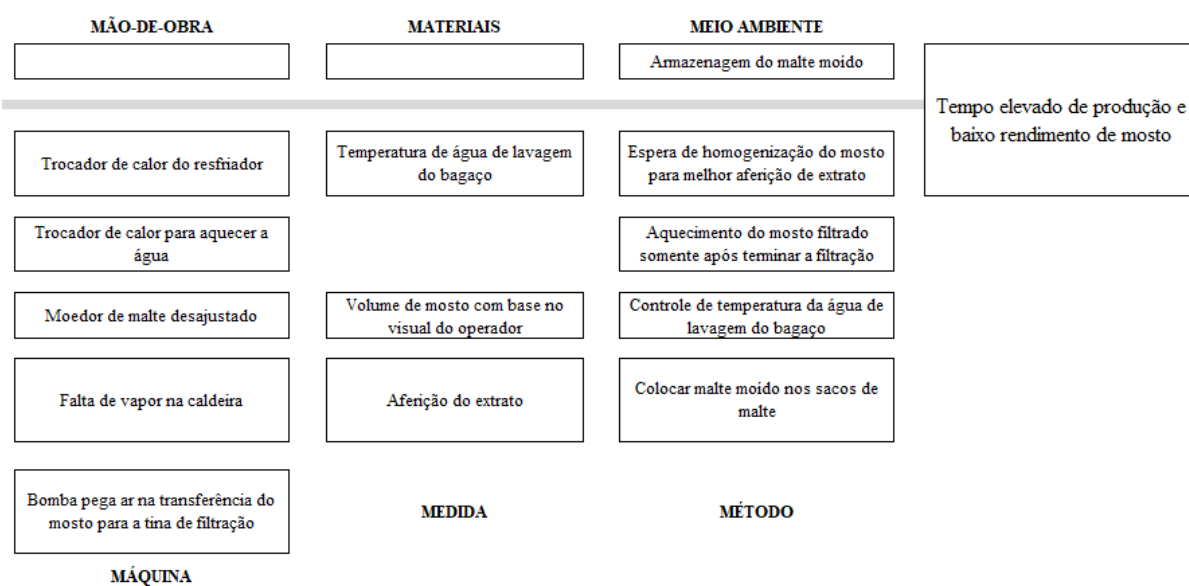 MÃO-DE-OBRA
MATERIAIS
MEIO AMBIENTE
Armazenagem do malte moido
Tempo elevado de produção e
baixo rendimento de mosto
Trocador de calor do resfriador
Temperatura de água de lavagem
do bagaço
Espera de homogenização do mosto
para melhor aferição de extrato
Trocador de calor para aquecer a
água
Aquecimento do mosto filtrado
somente após terminar a filtração
Moedor de malte desajustado
Volume de mosto com base no
visual do operador
Controle de temperatura da água de
lavagem do bagaço
Falta de vapor na caldeira
Aferição do extrato
Colocar malte moído nos sacos de
malte
Bomba pega ar na transferência do
mosto para a tina de filtração
MEDIDA
MÉTODO
MÁQUINA